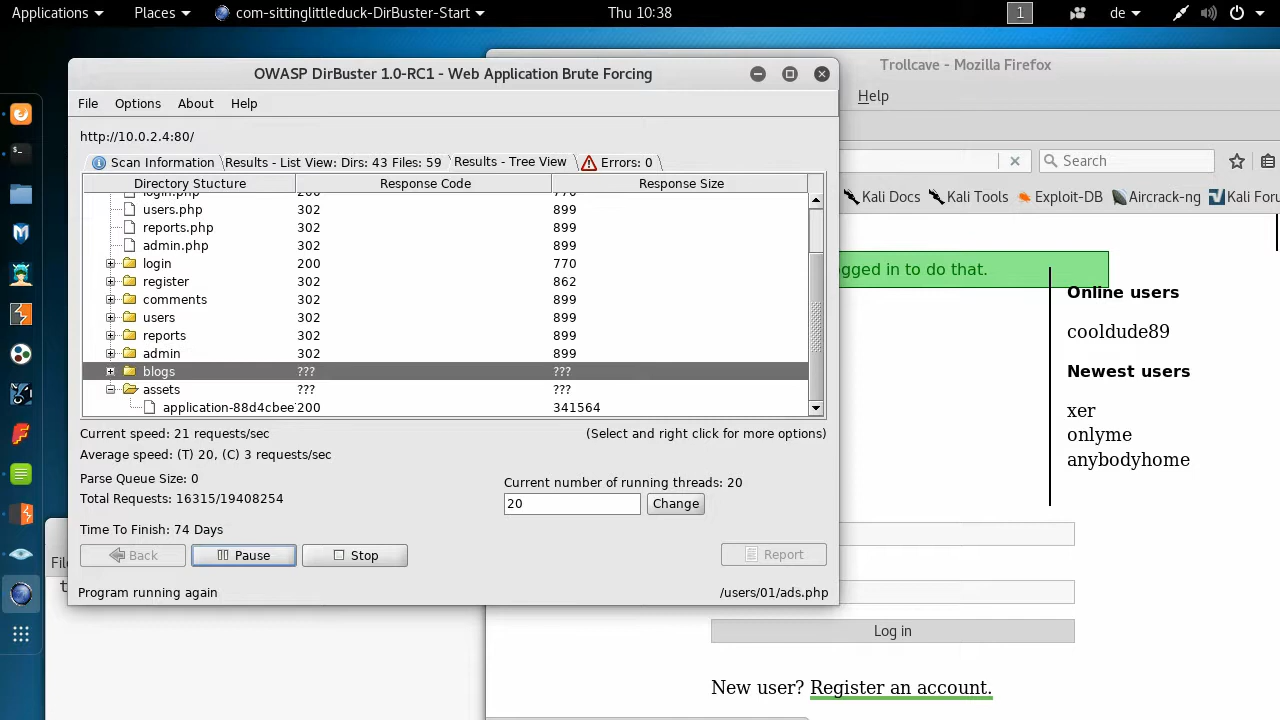 Applications Places com-sittinglittleduck-DirBuster-Start Thu 10:38 1 de
OWASP DirBuster 1.0-RC1 - Web Application Brute Forcing
File Options About Help
http://10.0.2.4:80/
Scan Information Results - List View: Dirs: 43 Files: 59 Results - Tree View Errors: 0
Directory Stucture Response Code Response Size
login.php 200 770
users.php 302 899
reports.php 302 899
admin.php 302 899
login 200 770
register 302 862
comments 302 899
users 302 899
reports 302 899
admin 302 899
blogs ??? ???
assets ??? ???
application-88d4cbee 200 341564
Current speed: 21 requests/sec (Select and right click for more options)
Average speed: (T) 20, (C) 3 requests/sec
Parse Queue Size: 0
Current number of running threads: 20
Total Requests: 16315/19408254
20 Change
Time To Finish: 74 Days
Back Pause Stop Report
Program running again /users/01/ads.php
Trollcave - Mozilla Firefox
Help
Search
Kali Docs Kali Tools Exploit-DB Aircrack-ng Kali Foru
ogged in to do that.
Online users
cooldude89
Newest users
xer
onlyme
anybodyhome
Log in
New user? Register an account.